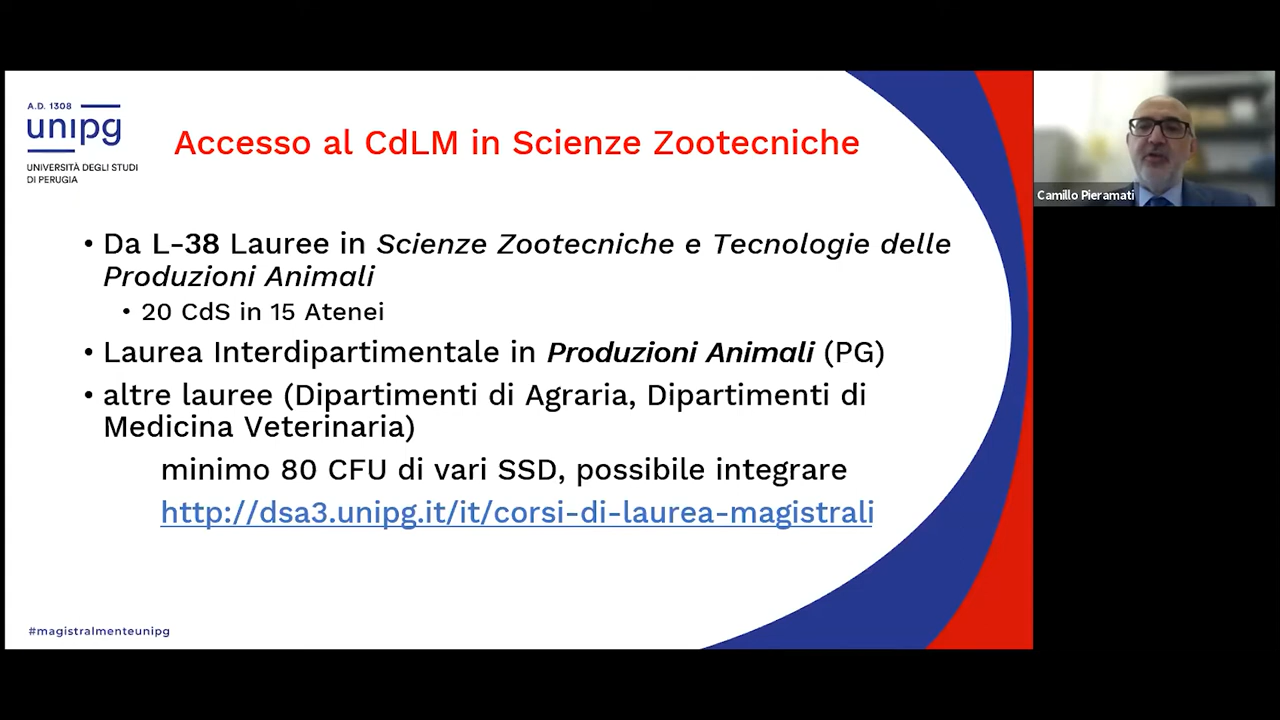 A.D. 1308
unipg
UNIVERSITÀ DEGLI STUDI
DI PERUGIA
Accesso al CdLM in Scienze Zootecniche
• Da L-38 Lauree in Scienze Zootecniche e Tecnologie delle
Produzioni Animali
• 20 CdS in 15 Atenei
• Laurea Interdipartimentale in Produzioni Animali (PG)
• altre lauree (Dipartimenti di Agraria, Dipartimenti di
Medicina Veterinaria)
minimo 80 CFU di vari SSD, possibile integrare
http://dsa3.unipg.it/it/corsi-di-laurea-magistrali
#magistralmenteunipg
Camillo Pieramati